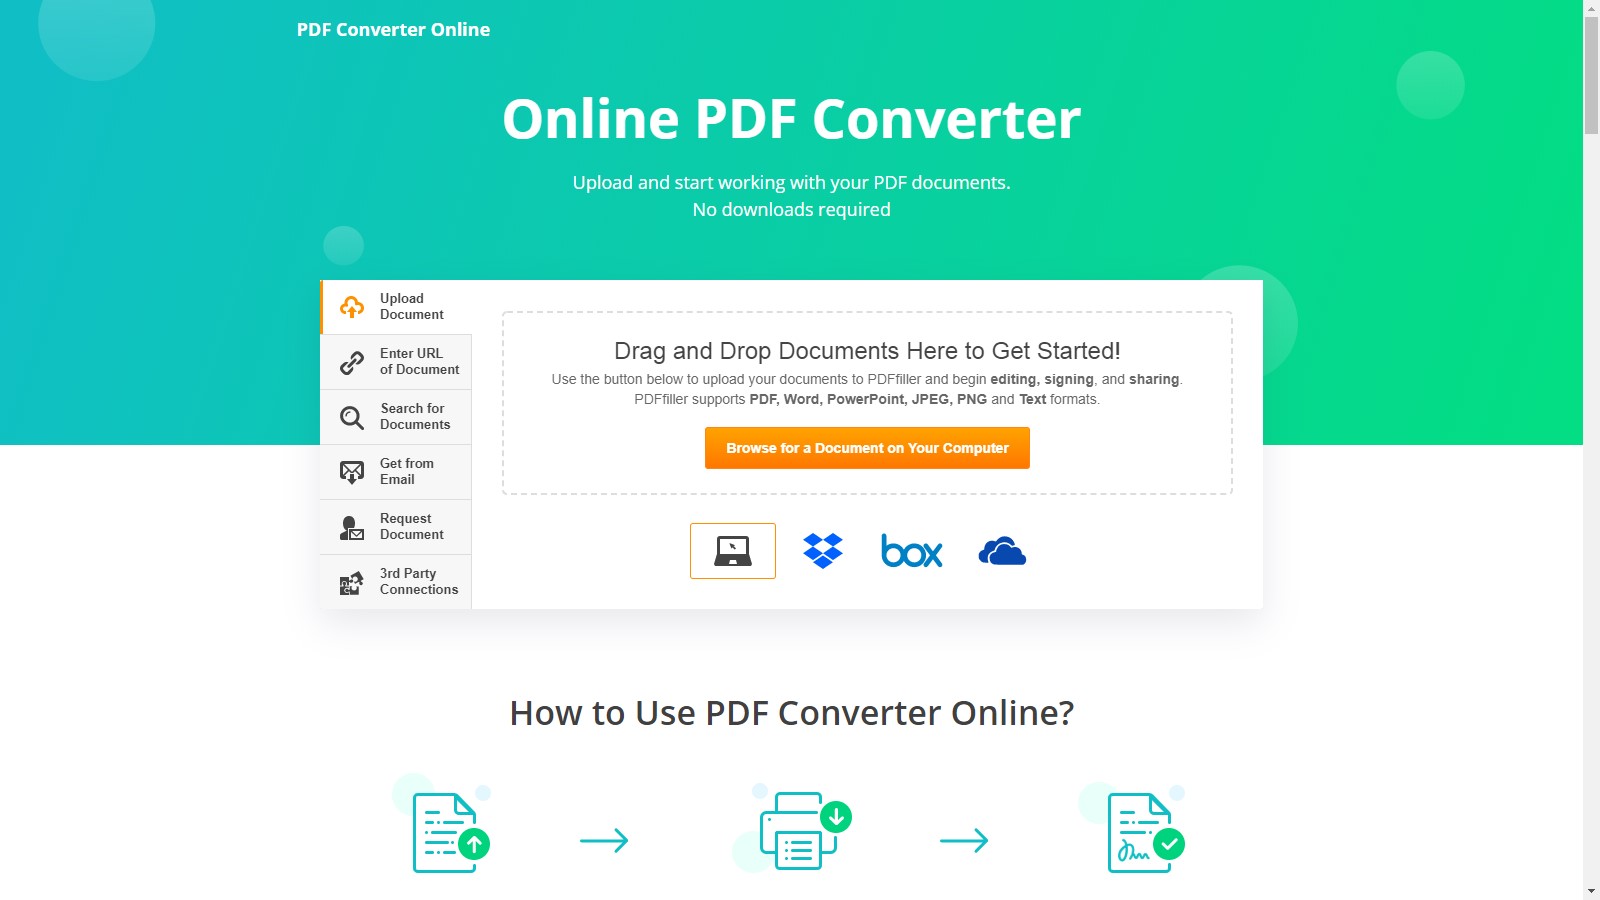 PDF Converter Online
Online PDF Converter
Upload and start working with your PDF documents.
No downloads required
Upload
Document
Enter URL
of Document
Search for
Documents
Get from
Email
Request
Document
3rd Party
Connections
Drag and Drop Documents Here to Get Started!
Use the button below to upload your documents to PDFfiller and begin editing, signing, and sharing.
PDFfiller supports PDF, Word, PowerPoint, JPEG, PNG and Text formats.
Browse for a Document on Your Computer
box
How to Use PDF Converter Online?